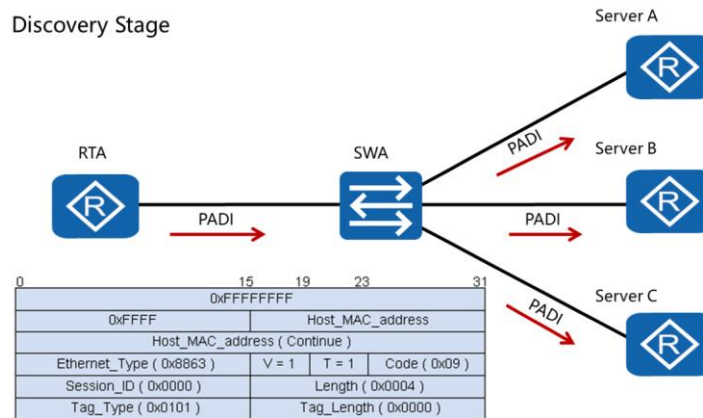 Discovery Stage
Server A
R
PADI
RTA
SWA
Server B
R
PADI
PADI
R
Server C
PADI
R
0 15 19 23 31
0xFFFFFFFF
0xFFFF Host_MAC_address
Host_MAC_address ( Continue )
Ethernet_Type ( 0x8863 ) V = 1 T = 1 Code ( 0x09 )
Session_ID ( 0x0000 ) Length ( 0x0004 )
Tag_Type ( 0x0101 ) Tag_Length ( 0x0000 )